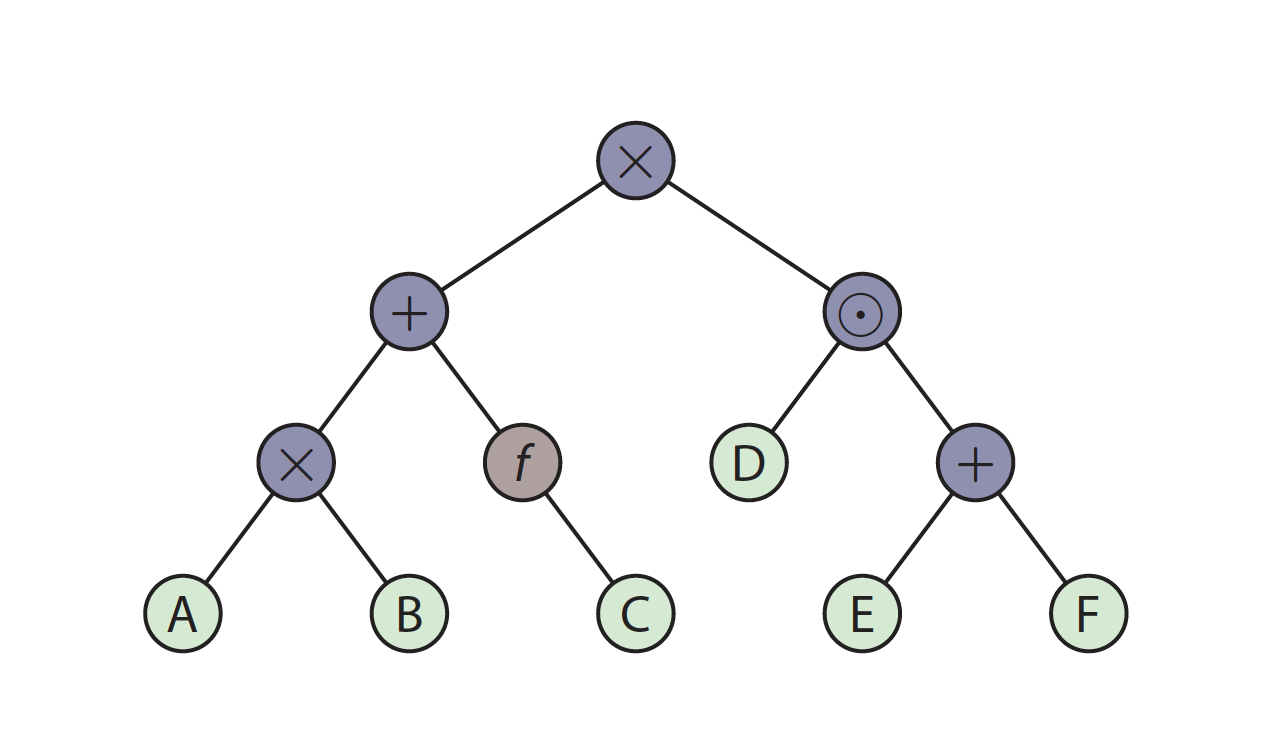 ×
+ ⊙
× f D +
A B C E F